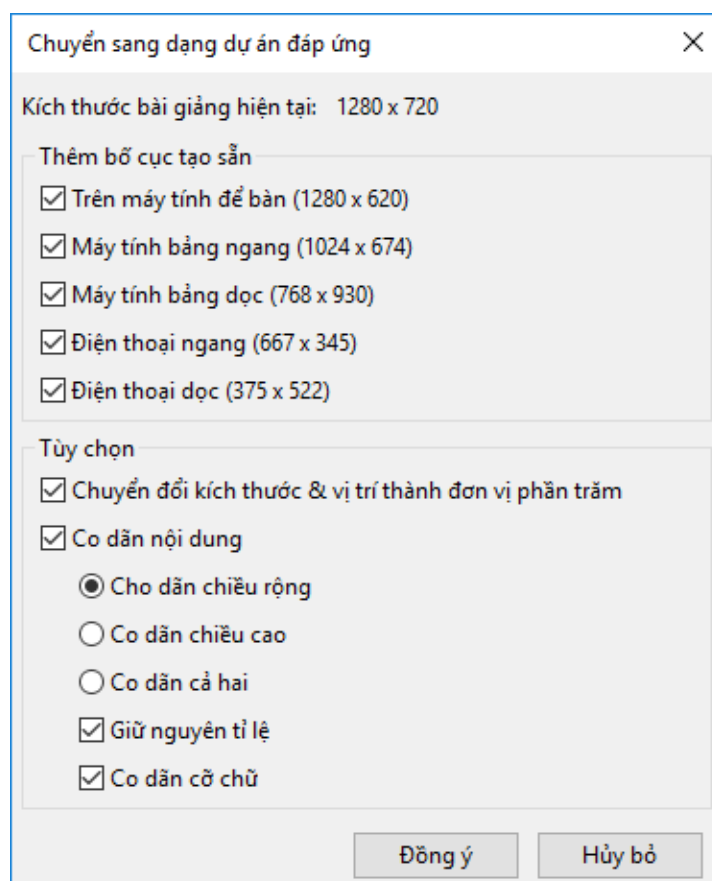 Chuyển sang dạng dự án đáp ứng
Kích thước bài giảng hiện tại: 1280 x 720
Thêm bố cục tạo sẵn
Trên máy tính để bàn (1280 x 620)
Máy tính bảng ngang (1024 x 674)
Máy tính bảng dọc (768 x 930)
Điện thoại ngang (667 x 345)
Điện thoại dọc (375 x 522)
Tùy chọn
Chuyển đổi kích thước & vị trí thành đơn vị phần trăm
Co dãn nội dung
Cho dãn chiều rộng
Co dãn chiều cao
Co dãn cả hai
Giữ nguyên tỉ lệ
Co dãn cỡ chữ
Đồng ý
Hủy bỏ